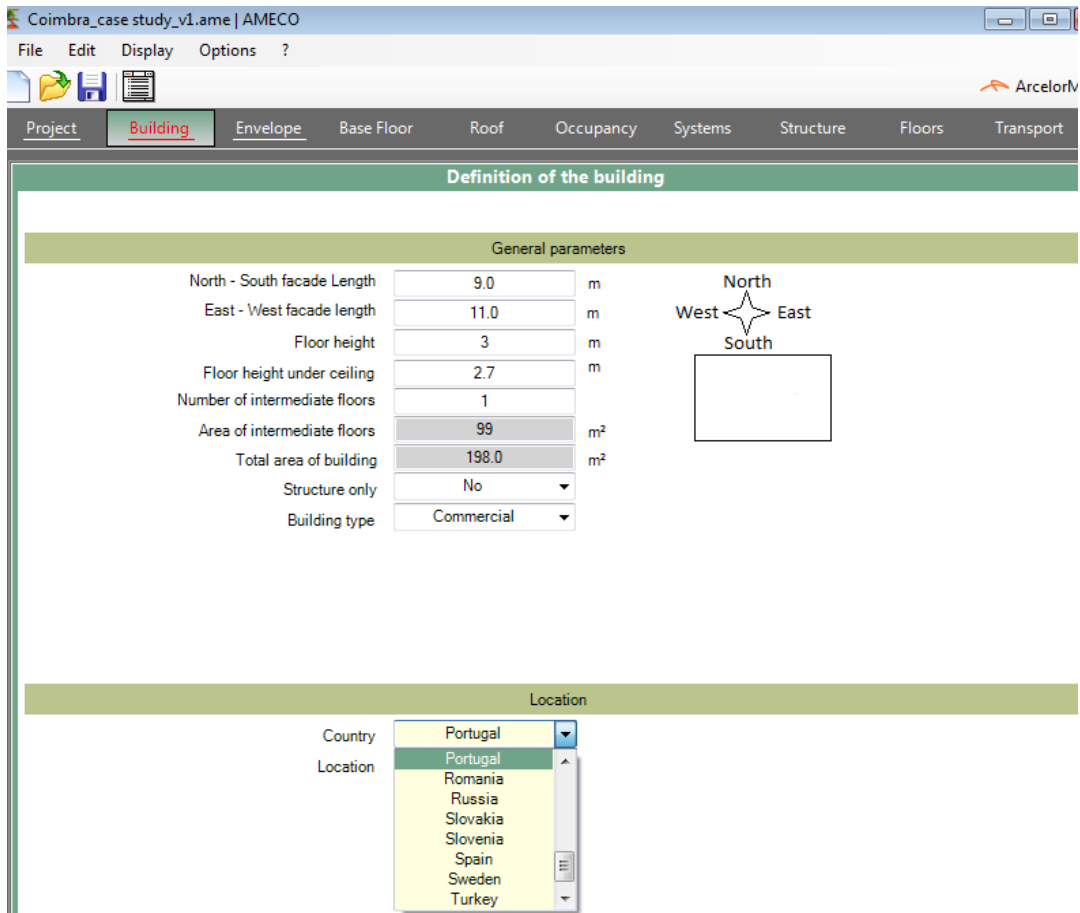 Coimbra_case study_v1.ame | AMECO
File Edit Display Options ?
ArcelorM
Project Building Envelope Base Floor Roof Occupancy Systems Structure Floors Transport
Definition of the building
General parameters
North - South facade Length 9.0 m
East - West facade length 11.0 m
Floor height 3 m
Floor height under ceiling 2.7 m
Number of intermediate floors 1
Area of intermediate floors 99 m²
Total area of building 198.0 m²
Structure only No
Building type Commercial
North
West East
South
Location
Country Portugal
Location
Portugal
Romania
Russia
Slovakia
Slovenia
Spain
Sweden
Turkey